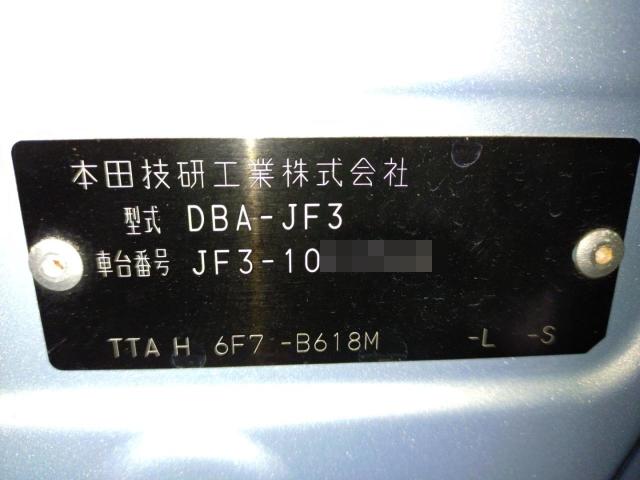 本田技研工業株式会社
型式 DBA-JF3
車台番号 JF3-10
TTA H 6F7 -B618M -L -S